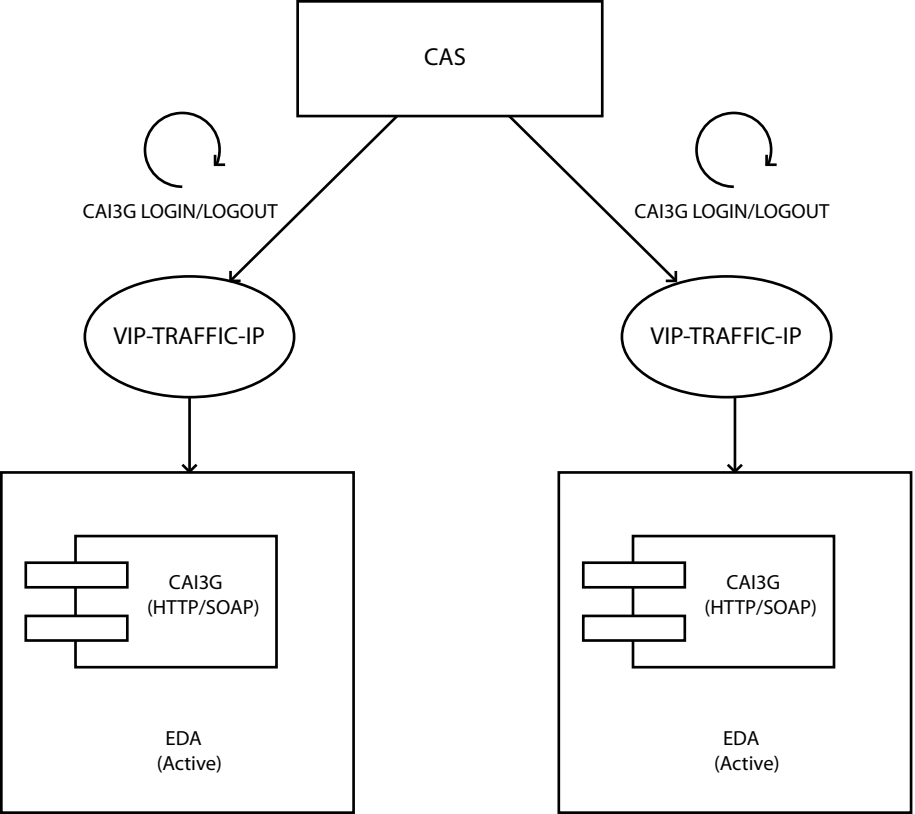 CAS
CAI3G LOGIN/LOGOUT
CAI3G LOGIN/LOGOUT
VIP-TRAFFIC-IP
VIP-TRAFFIC-IP
CAI3G
(HTTP/SOAP)
CAI3G
(HTTP/SOAP)
EDA
(Active)
EDA
(Active)